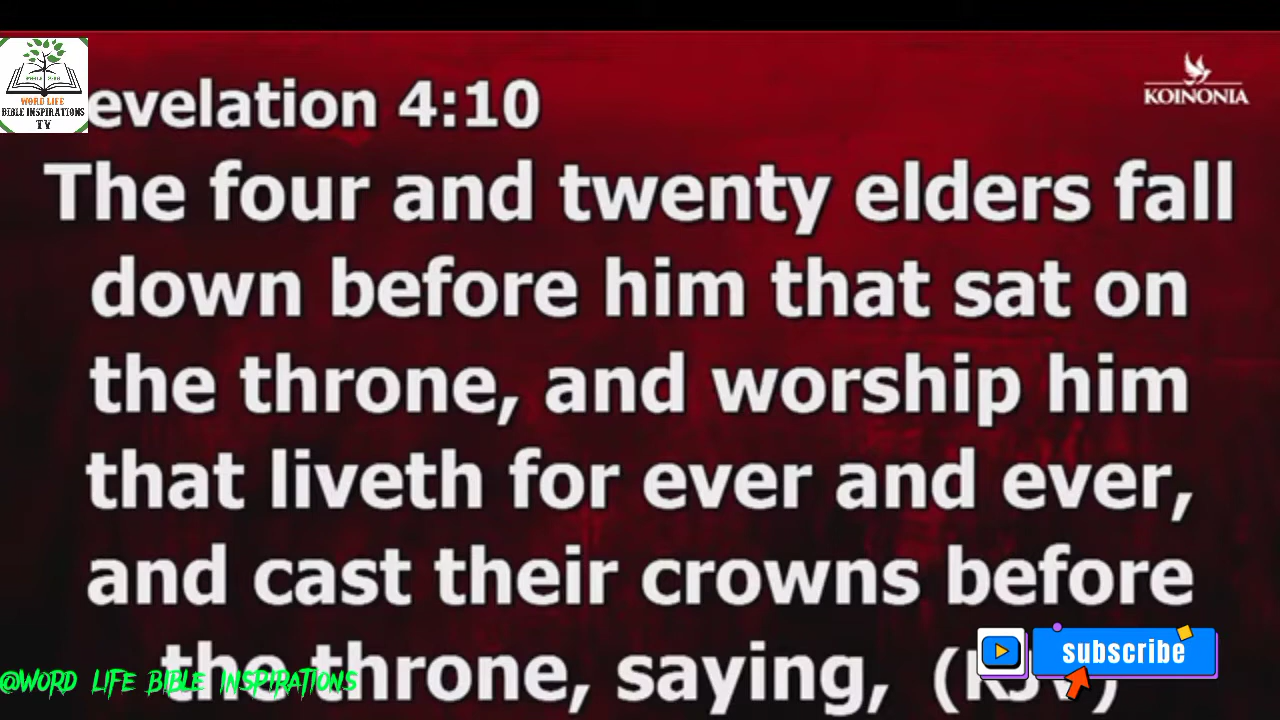 WORD LIFE
BIBLE INSPIRATIONS
TV
KOINONIA
evelation 4:10
The four and twenty elders fall
down before him that sat on
the throne, and worship him
that liveth for ever and ever,
and cast their crowns before
the throne, saying, (KJV)
@WORD LIFE BIBLE INSPIRATIONS
subscribe